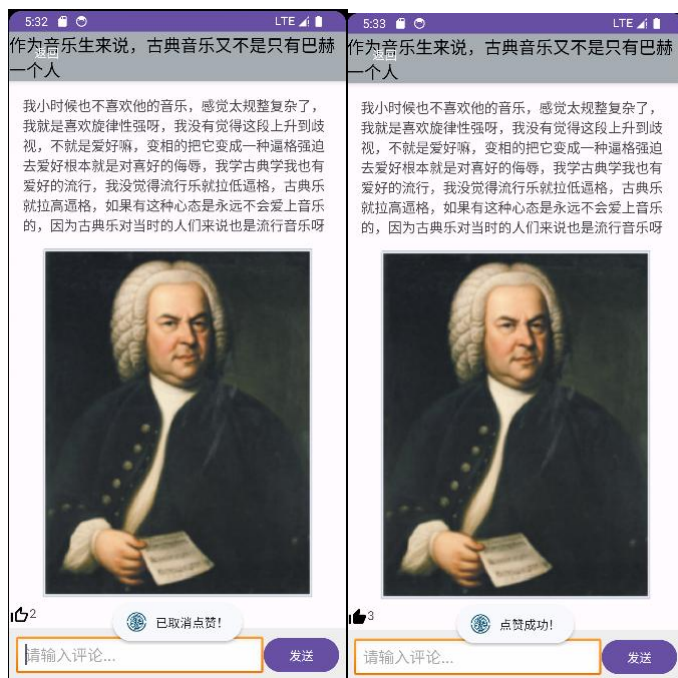 5:32
LTE
作为音乐生来说，古典音乐又不是只有巴赫
一个人
返回
我小时候也不喜欢他的音乐，感觉太规整复杂了，
我就是喜欢旋律性强呀，我没有觉得这段上升到歧
视，不就是爱好嘛，变相的把它变成一种逼格强迫
去爱好根本就是对喜好的侮辱，我学古典学我也有
爱好的流行，我没觉得流行乐就拉低逼格，古典乐
就拉高逼格，如果有这种心态是永远不会爱上音乐
的，因为古典乐对当时的人们来说也是流行音乐呀
2
已取消点赞！
请输入评论...
发送
5:33
LTE
作为音乐生来说，古典音乐又不是只有巴赫
一个人
返回
我小时候也不喜欢他的音乐，感觉太规整复杂了，
我就是喜欢旋律性强呀，我没有觉得这段上升到歧
视，不就是爱好嘛，变相的把它变成一种逼格强迫
去爱好根本就是对喜好的侮辱，我学古典学我也有
爱好的流行，我没觉得流行乐就拉低逼格，古典乐
就拉高逼格，如果有这种心态是永远不会爱上音乐
的，因为古典乐对当时的人们来说也是流行音乐呀
3
点赞成功！
请输入评论...
发送